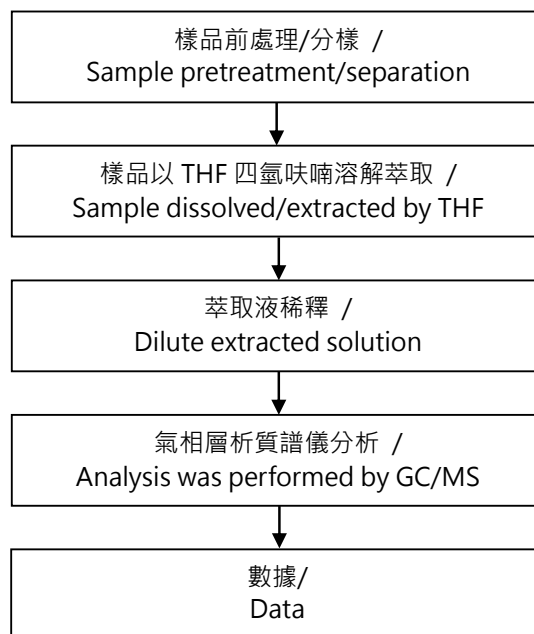 樣品前處理/分樣 /
Sample pretreatment/separation
樣品以 THF 四氫呋喃溶解萃取 /
Sample dissolved/extracted by THF
萃取液稀釋 /
Dilute extracted solution
氣相層析質譜儀分析 /
Analysis was performed by GC/MS
數據/
Data